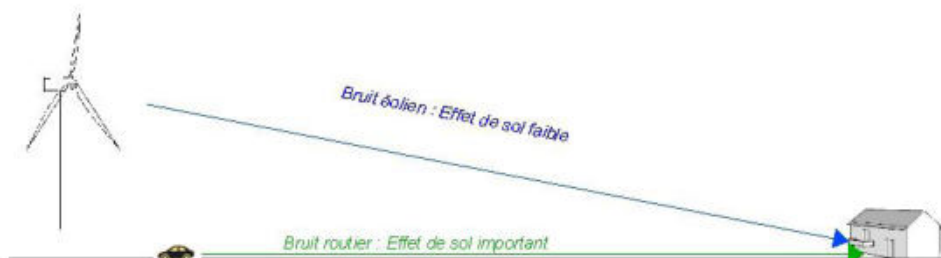 Bruit éolien : Effet de sol faible
Bruit routier : Effet de sol important